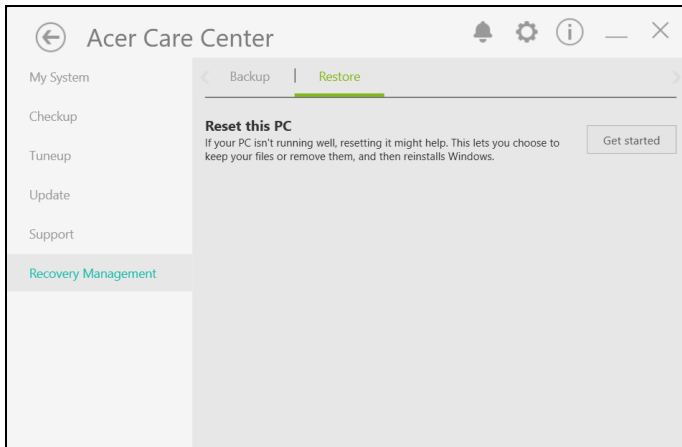 Acer Care Center
My System
Checkup
Tuneup
Update
Support
Recovery Management
Backup
Restore
Reset this PC
If your PC isn't running well, resetting it might help. This lets you choose to
keep your files or remove them, and then reinstalls Windows.
Get started